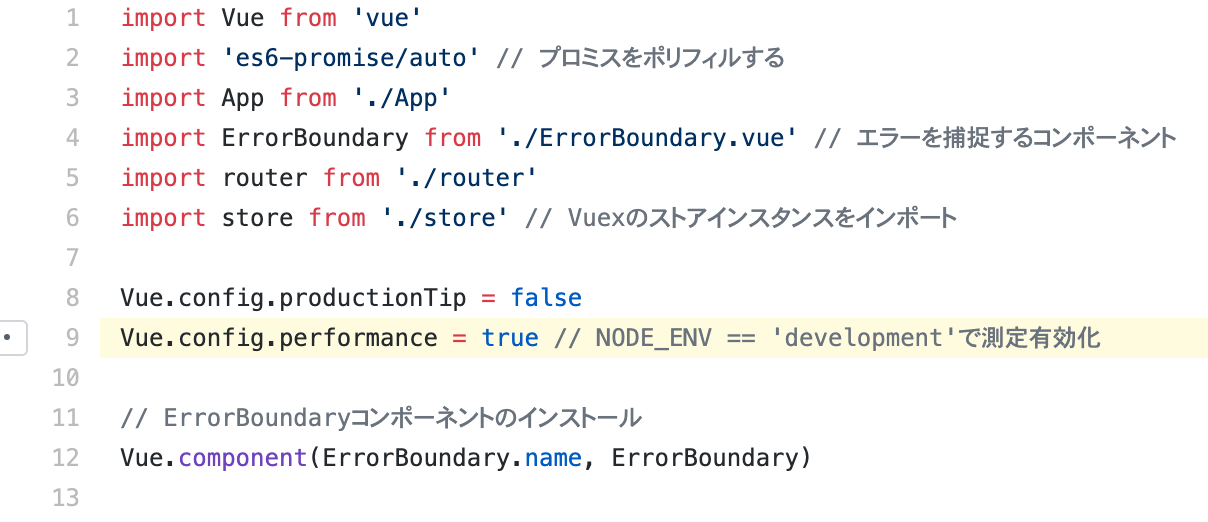 1 import Vue from 'vue'
2 import 'es6-promise/auto' // プロミスをポリフィルする
3 import App from './App'
4 import ErrorBoundary from './ErrorBoundary.vue' // エラーを捕捉するコンポーネント
5 import router from './router'
6 import store from './store' // Vuexのストアインスタンスをインポート
7
8 Vue.config.productionTip = false
9 Vue.config.performance = true // NODE_ENV == 'development'で測定有効化
10
11 // ErrorBoundaryコンポーネントのインストール
12 Vue.component(ErrorBoundary.name, ErrorBoundary)
13